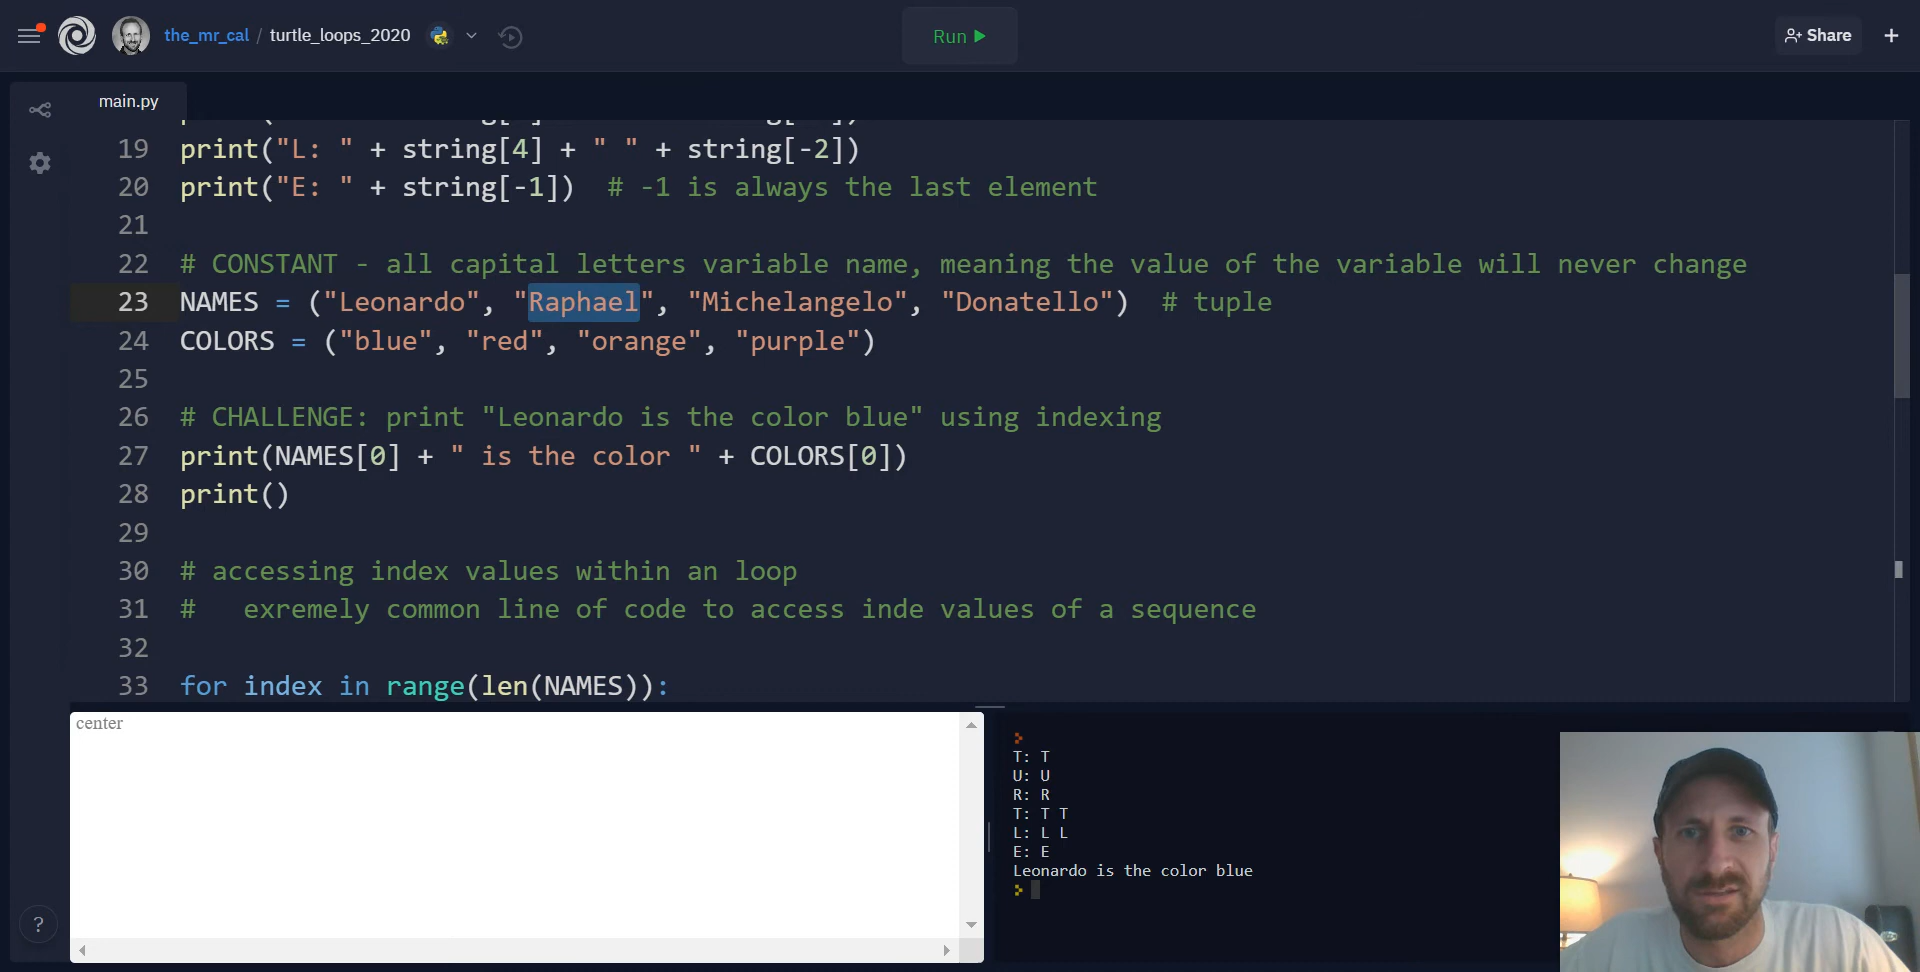 the_mr_cal / turtle_loops_2020
Run
Share
+
main.py
19 print("L: " + string[4] + " " + string[-2])
20 print("E: " + string[-1])  # -1 is always the last element
21
22 # CONSTANT - all capital letters variable name, meaning the value of the variable will never change
23 NAMES = ("Leonardo", "Raphael", "Michelangelo", "Donatello")  # tuple
24 COLORS = ("blue", "red", "orange", "purple")
25
26 # CHALLENGE: print "Leonardo is the color blue" using indexing
27 print(NAMES[0] + " is the color " + COLORS[0])
28 print()
29
30 # accessing index values within an loop
31 #   exremely common line of code to access inde values of a sequence
32
33 for index in range(len(NAMES)):
center
T: T
U: U
R: R
T: T T
L: L L
E: E
Leonardo is the color blue
?